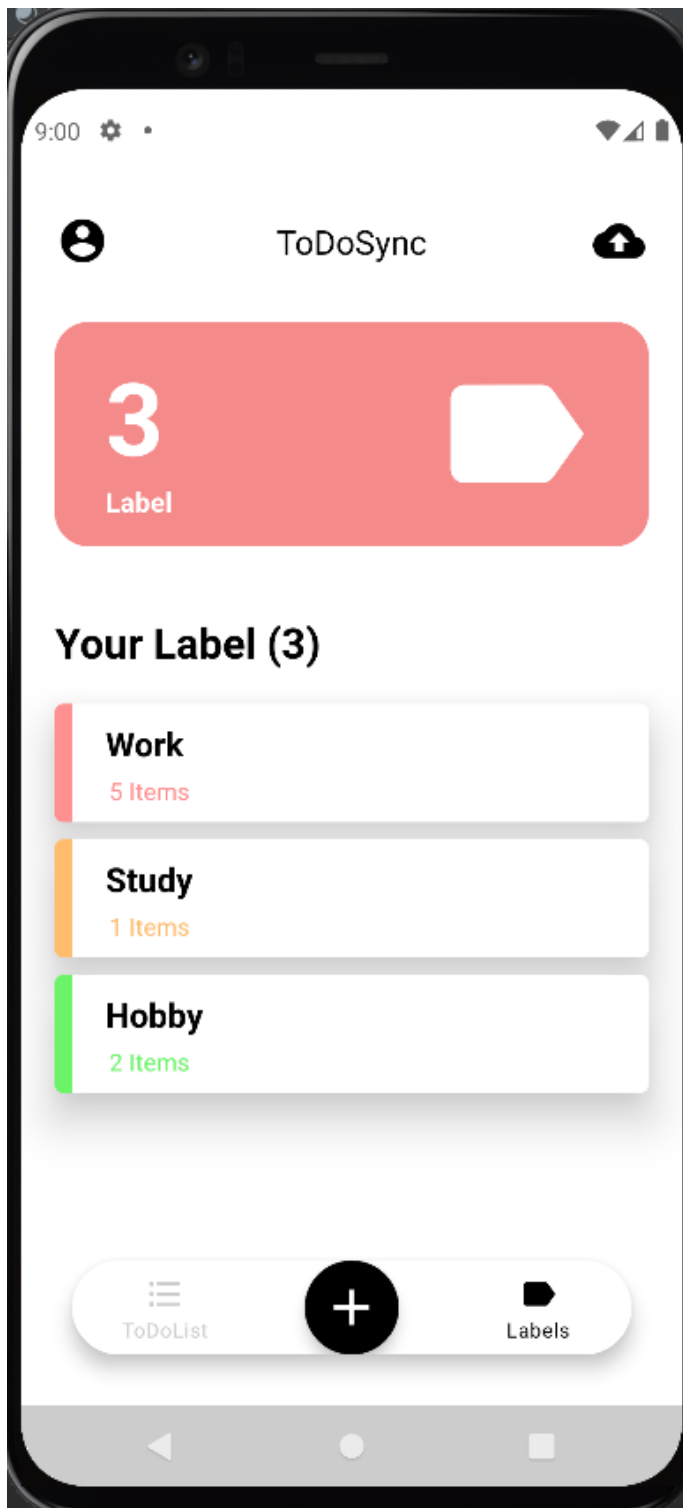 9:00
ToDoSync
3
Label
Your Label (3)
Work
5 Items
Study
1 Items
Hobby
2 Items
ToDoList
Labels